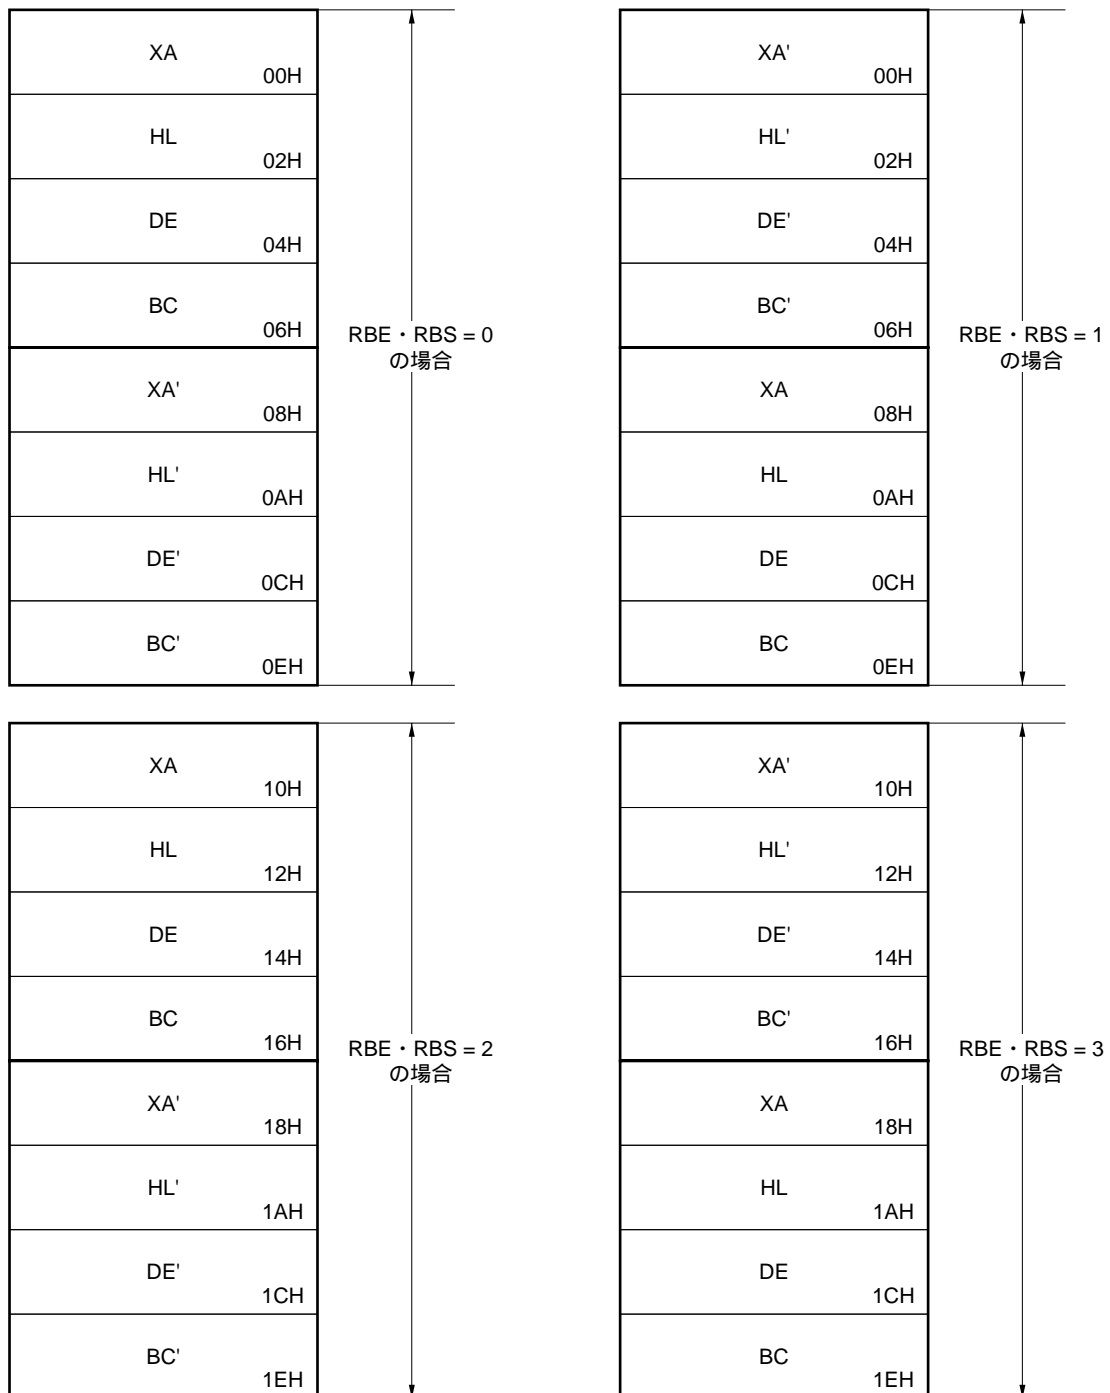 XA
00H
HL
02H
DE
04H
BC
06H
XA'
08H
HL'
0AH
DE'
0CH
BC'
0EH
RBE・RBS = 0
の場合
XA'
00H
HL'
02H
DE'
04H
BC'
06H
XA
08H
HL
0AH
DE
0CH
BC
0EH
RBE・RBS = 1
の場合
XA
10H
HL
12H
DE
14H
BC
16H
XA'
18H
HL'
1AH
DE'
1CH
BC'
1EH
RBE・RBS = 2
の場合
XA'
10H
HL'
12H
DE'
14H
BC'
16H
XA
18H
HL
1AH
DE
1CH
BC
1EH
RBE・RBS = 3
の場合